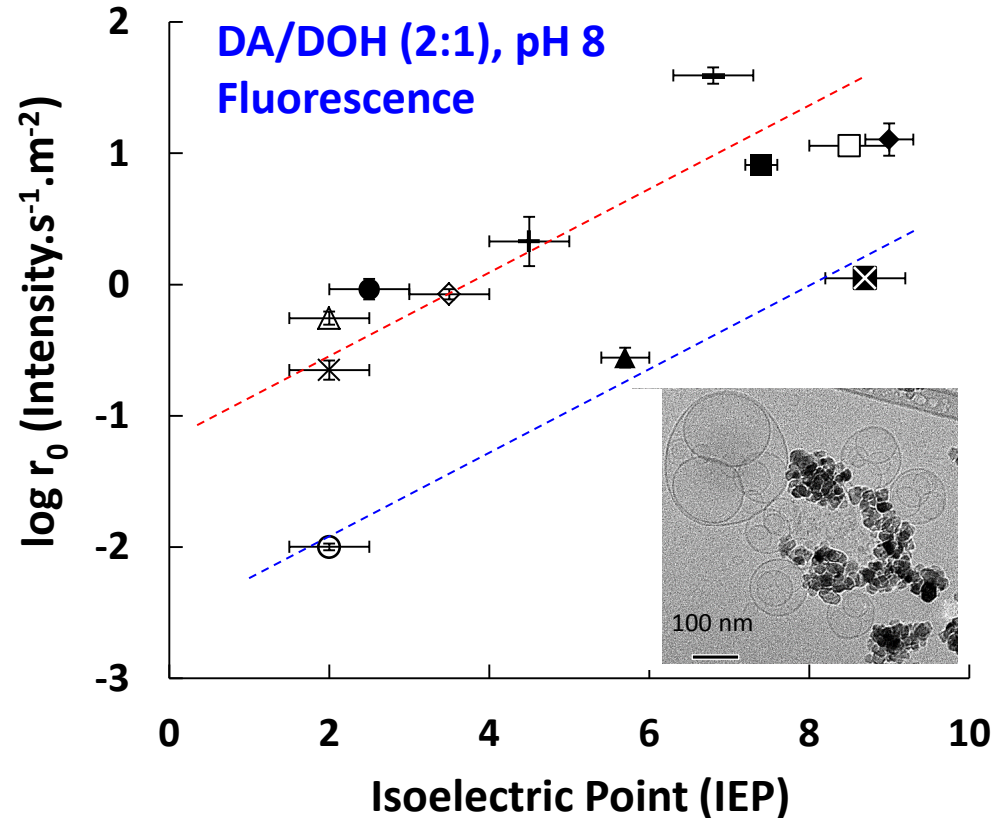 DA/DOH (2:1), pH 8
Fluorescence
log r₀ (Intensity.s⁻¹.m⁻²)
2
1
0
-1
-2
-3
100 nm
0 2 4 6 8 10
Isoelectric Point (IEP)